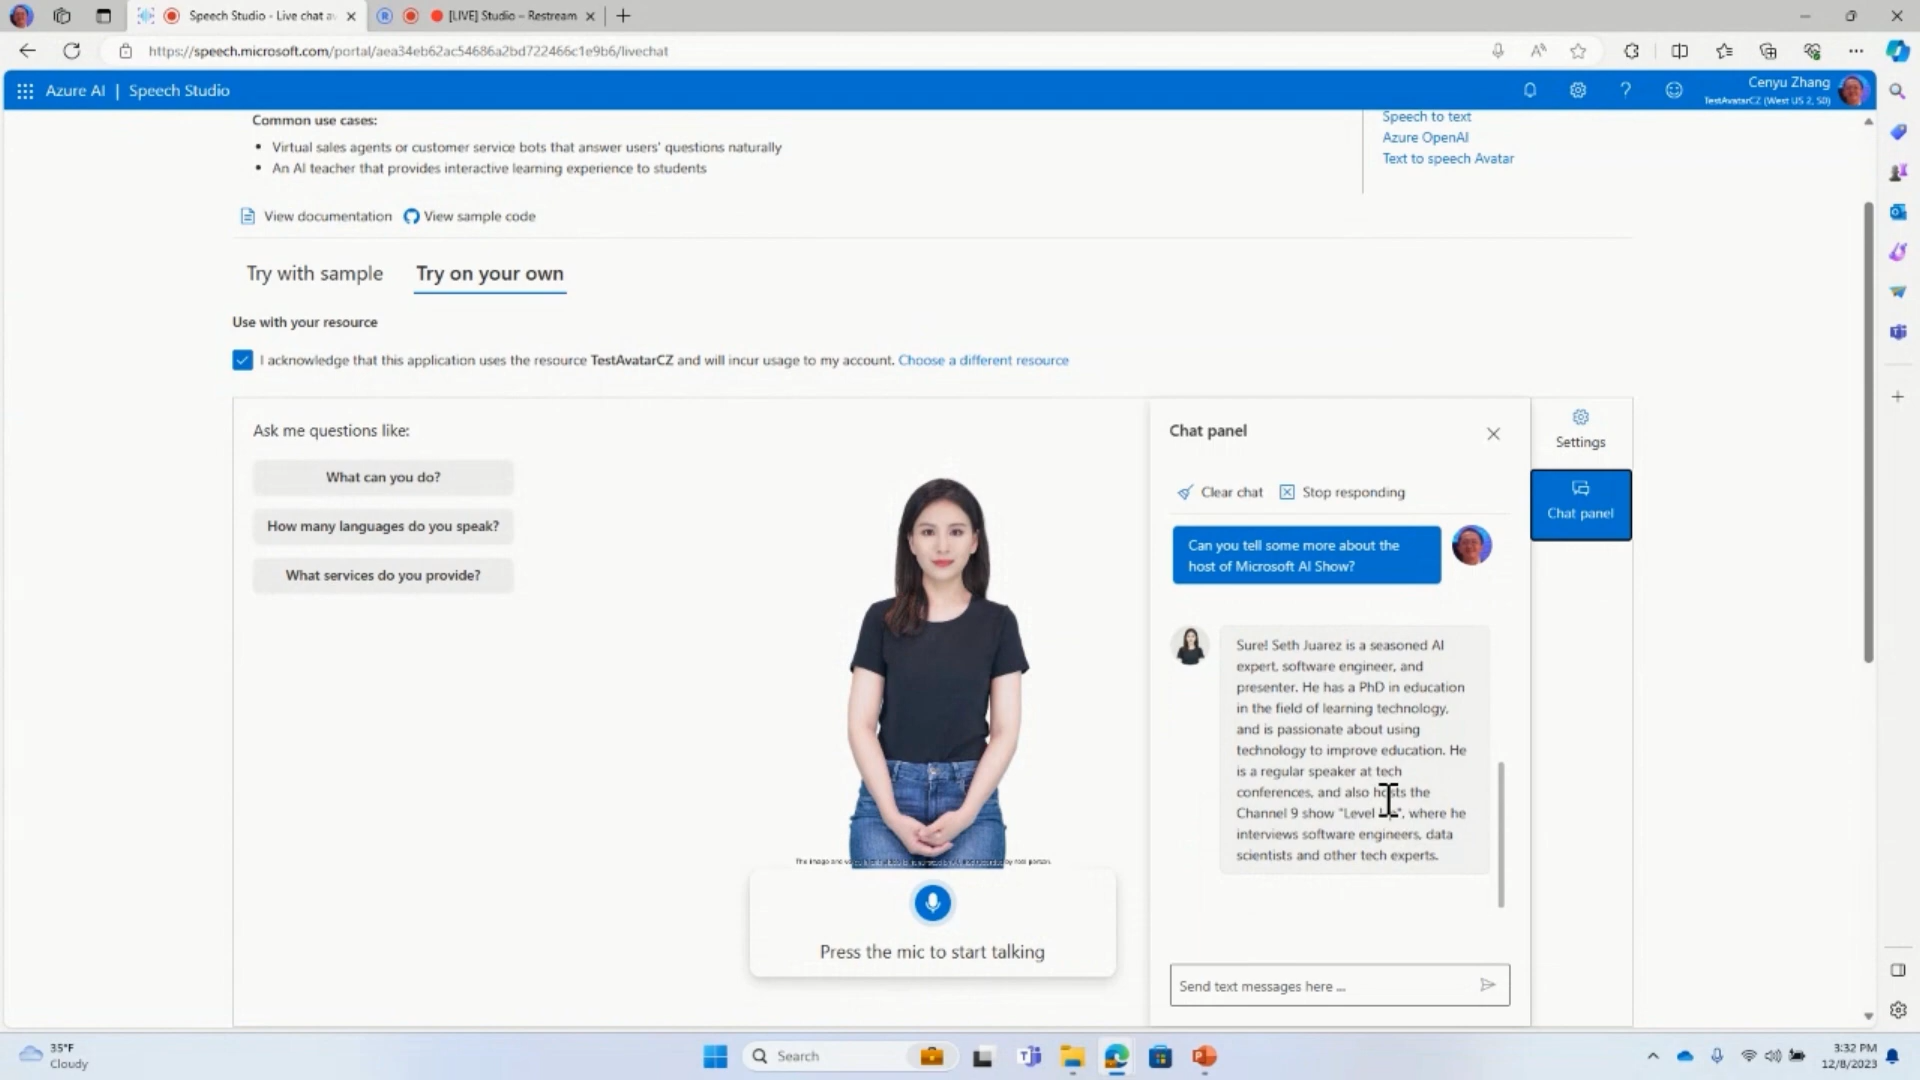 Speech Studio - Live chat av
[LIVE] Studio – Restream
https://speech.microsoft.com/portal/aea34eb62ac54686a2bd722466c1e9b6/livechat
Azure AI | Speech Studio
Cenyu Zhang
TestAvatarCZ (West US 2, S0)
Common use cases:
• Virtual sales agents or customer service bots that answer users' questions naturally
• An AI teacher that provides interactive learning experience to students
Speech to text
Azure OpenAI
Text to speech Avatar
View documentation
View sample code
Try with sample
Try on your own
Use with your resource
I acknowledge that this application uses the resource TestAvatarCZ and will incur usage to my account. Choose a different resource
Ask me questions like:
What can you do?
How many languages do you speak?
What services do you provide?
Press the mic to start talking
Chat panel
Clear chat
Stop responding
Can you tell some more about the
host of Microsoft AI Show?
Sure! Seth Juarez is a seasoned AI
expert, software engineer, and
presenter. He has a PhD in education
in the field of learning technology,
and is passionate about using
technology to improve education. He
is a regular speaker at tech
conferences, and also hosts the
Channel 9 show "Level ", where he
interviews software engineers, data
scientists and other tech experts.
Send text messages here ...
Settings
Chat panel
35°F
Cloudy
Search
3:32 PM
12/8/2023